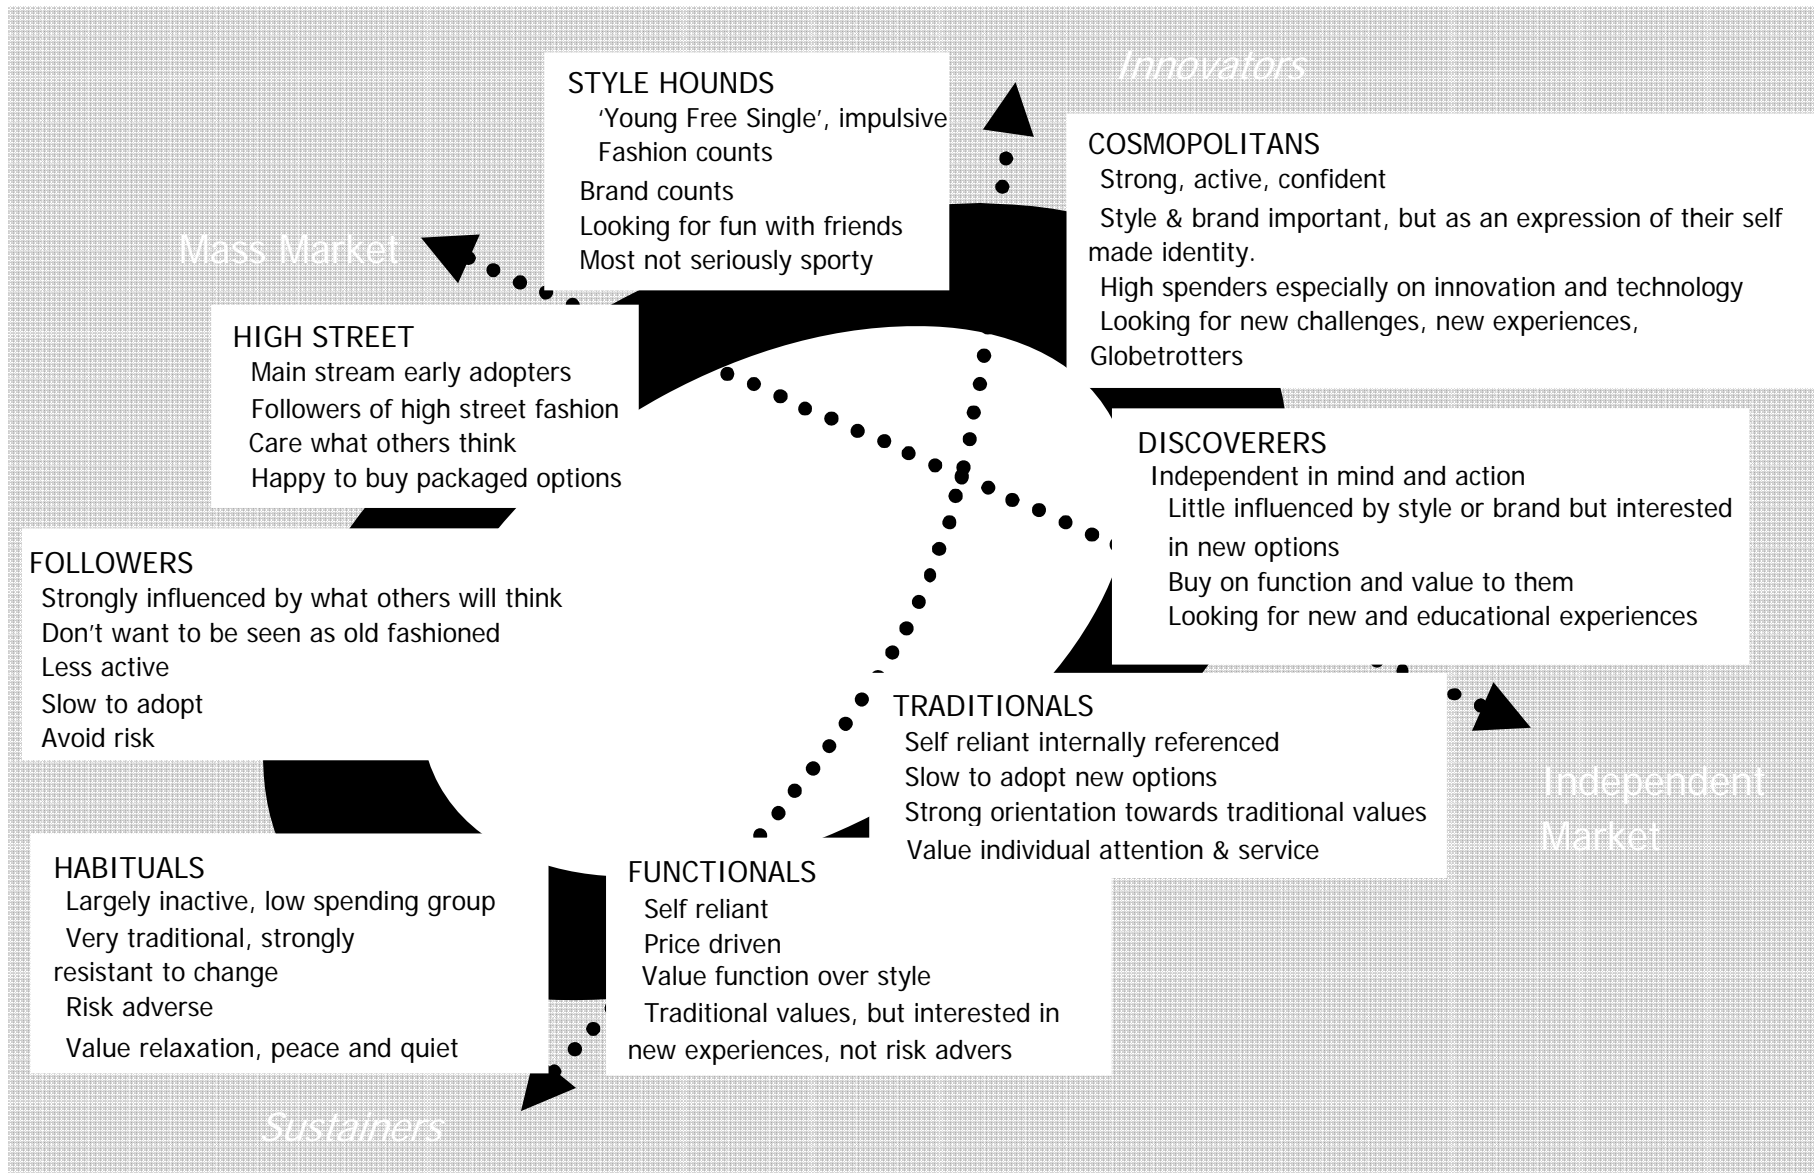 Innovators
STYLE HOUNDS
‘Young Free Single’, impulsive
Fashion counts
Brand counts
Looking for fun with friends
Most not seriously sporty
COSMOPOLITANS
Strong, active, confident
Style & brand important, but as an expression of their self
made identity.
High spenders especially on innovation and technology
Looking for new challenges, new experiences,
Globetrotters
Mass Market
HIGH STREET
Main stream early adopters
Followers of high street fashion
Care what others think
Happy to buy packaged options
DISCOVERERS
Independent in mind and action
Little influenced by style or brand but interested
in new options
Buy on function and value to them
Looking for new and educational experiences
FOLLOWERS
Strongly influenced by what others will think
Don’t want to be seen as old fashioned
Less active
Slow to adopt
Avoid risk
TRADITIONALS
Self reliant internally referenced
Slow to adopt new options
Strong orientation towards traditional values
Value individual attention & service
Independent
Market
HABITUALS
Largely inactive, low spending group
Very traditional, strongly
resistant to change
Risk adverse
Value relaxation, peace and quiet
FUNCTIONALS
Self reliant
Price driven
Value function over style
Traditional values, but interested in
new experiences, not risk advers
Sustainers